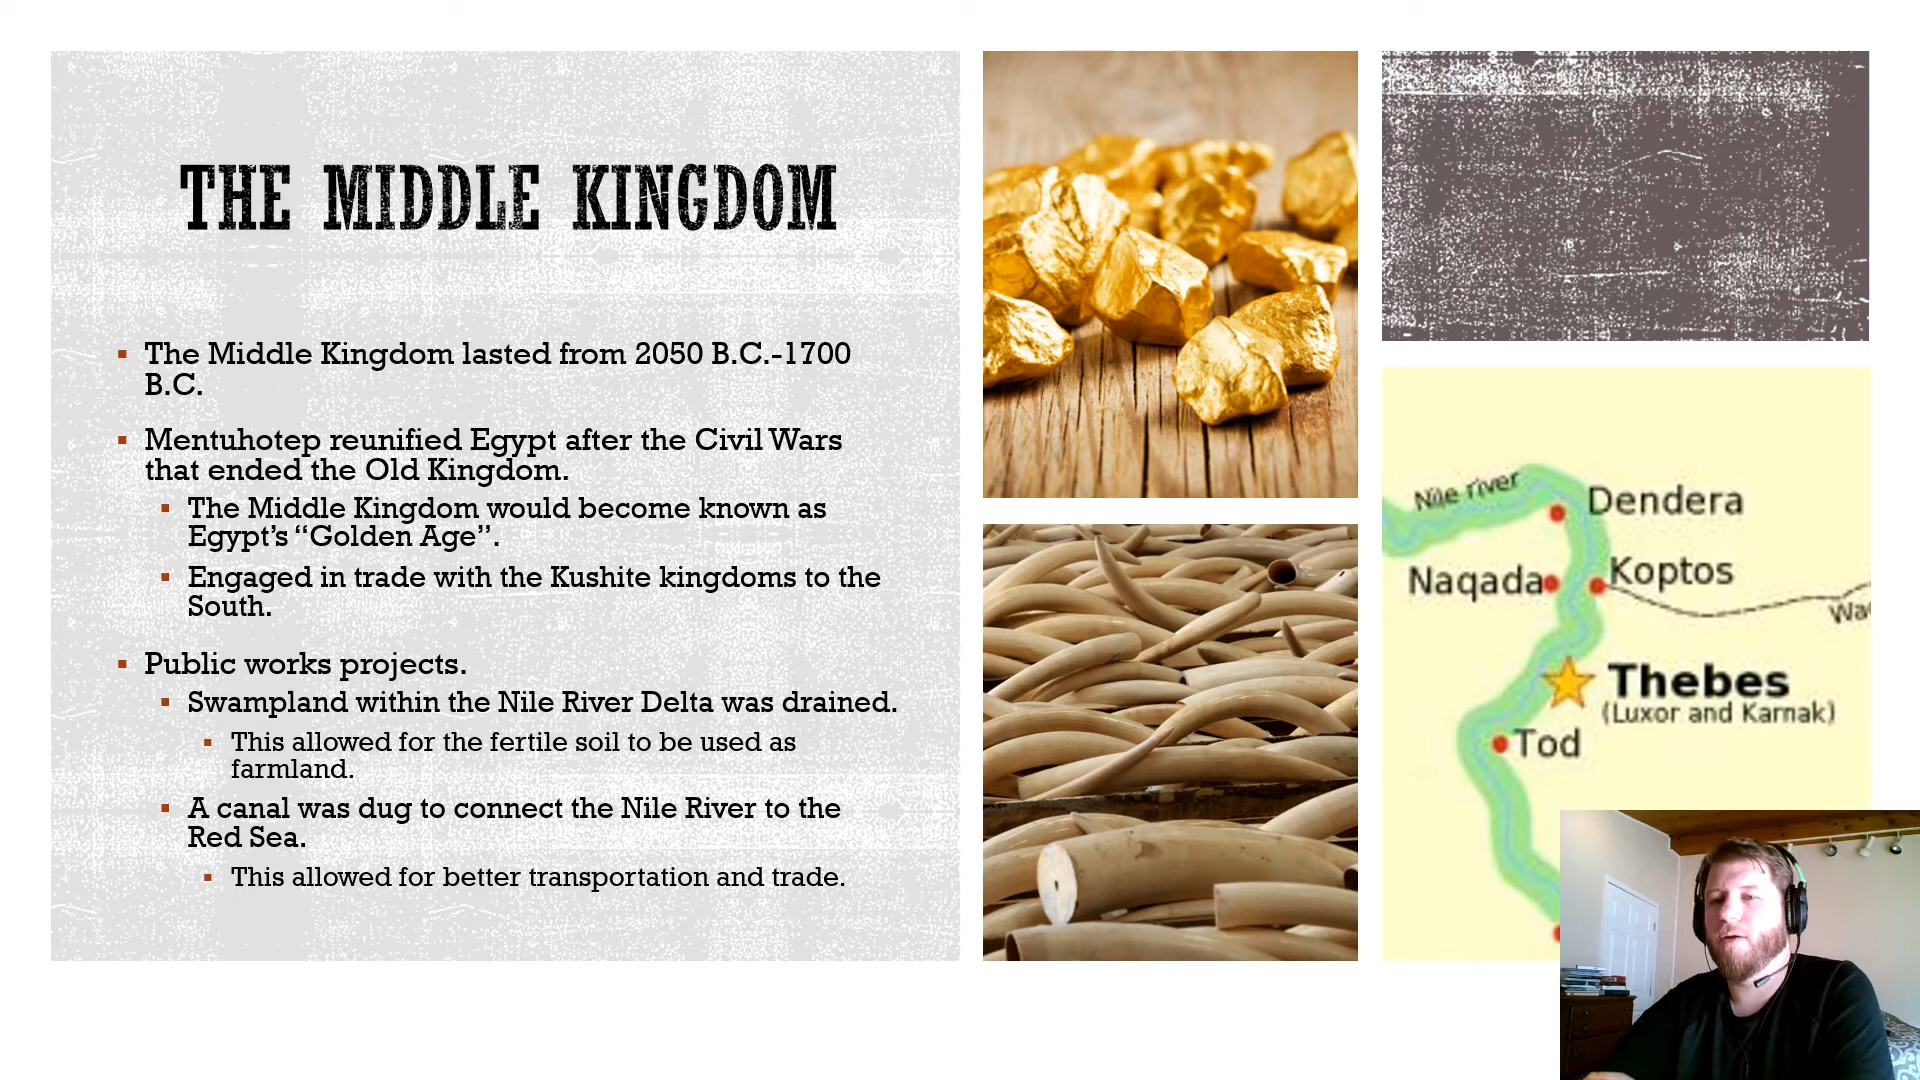 THE MIDDLE KINGDOM
▪ The Middle Kingdom lasted from 2050 B.C.-1700
B.C.
▪ Mentuhotep reunified Egypt after the Civil Wars
that ended the Old Kingdom.
▪ The Middle Kingdom would become known as
Egypt’s “Golden Age”.
▪ Engaged in trade with the Kushite kingdoms to the
South.
▪ Public works projects.
▪ Swampland within the Nile River Delta was drained.
▪ This allowed for the fertile soil to be used as
farmland.
▪ A canal was dug to connect the Nile River to the
Red Sea.
▪ This allowed for better transportation and trade.
Nile river
Dendera
Naqada
Koptos
Thebes
(Luxor and Karnak)
Tod